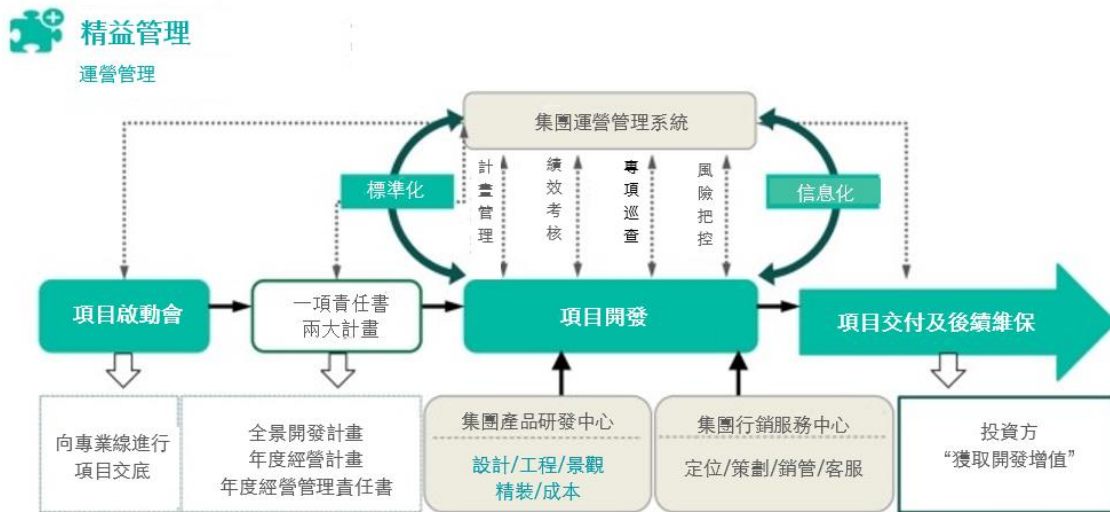 精益管理
運營管理
集團運營管理系統
標準化
計畫管理
績效考核
專項巡查
風險把控
信息化
項目啟動會
一項責任書
兩大計畫
項目開發
項目交付及後續維保
向專業線進行
項目交底
全景開發計畫
年度經營計畫
年度經營管理責任書
集團產品研發中心
設計/工程/景觀
精裝/成本
集團行銷服務中心
定位/策劃/銷管/客服
投資方
“獲取開發增值”